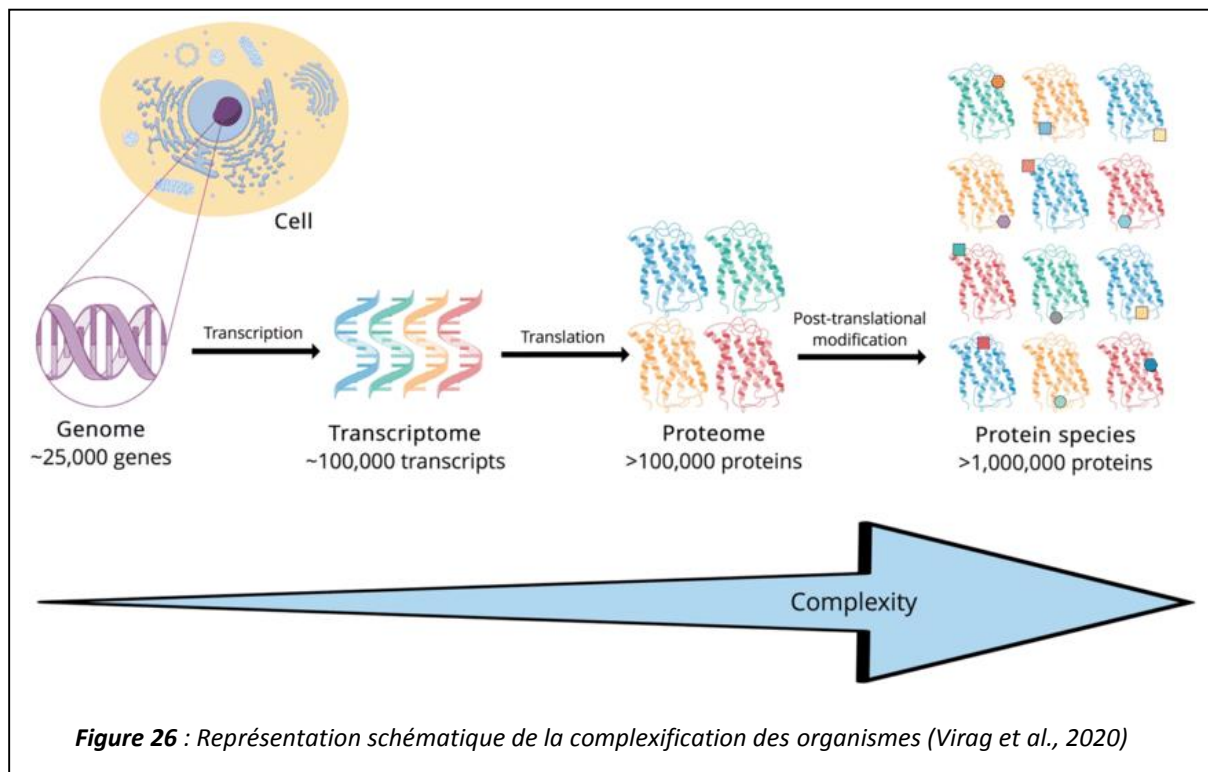 Cell
Transcription
Translation
Post-translational
modification
Genome
~25,000 genes
Transcriptome
~100,000 transcripts
Proteome
>100,000 proteins
Protein species
>1,000,000 proteins
Complexity
Figure 26 : Représentation schématique de la complexification des organismes (Virag et al., 2020)